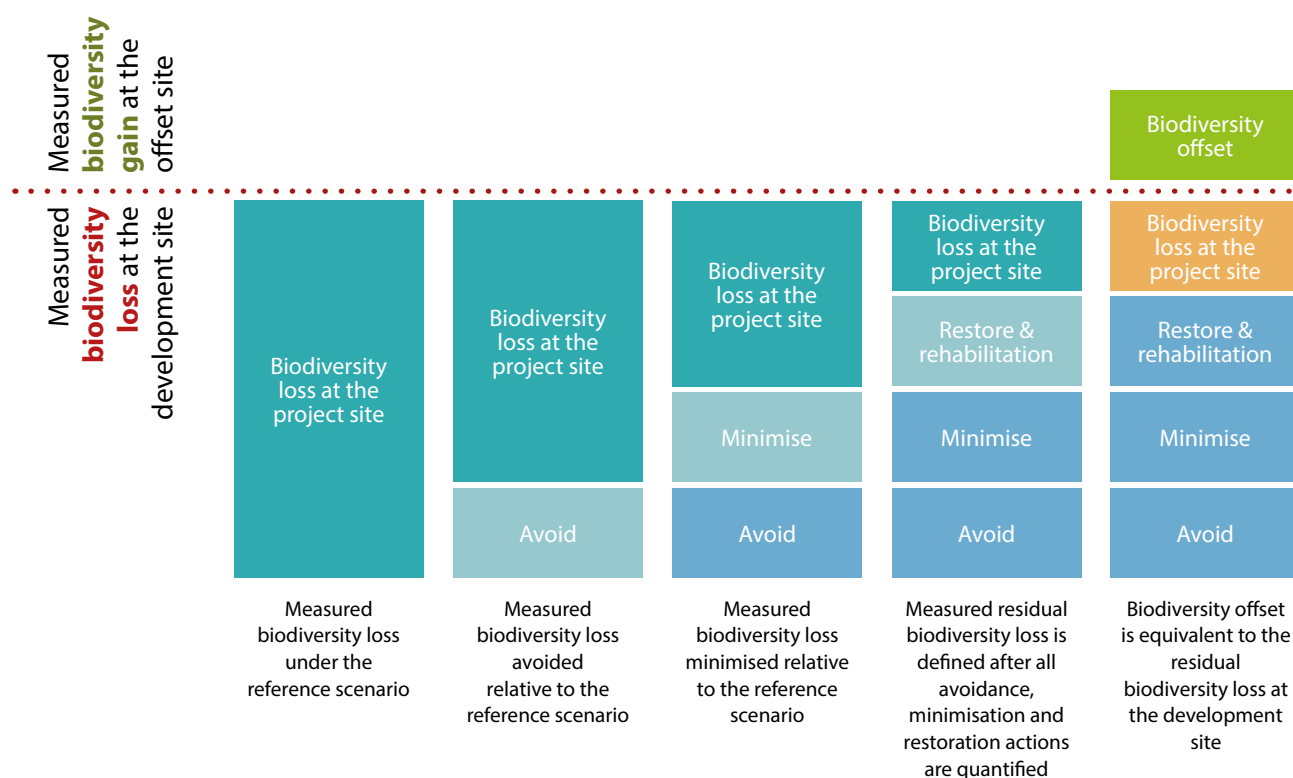 Measured
biodiversity
gain at the
offset site
Measured
biodiversity
loss at the
development site
Biodiversity
loss at the
project site
Measured
biodiversity loss
under the
reference scenario
Biodiversity
loss at the
project site
Avoid
Measured
biodiversity loss
avoided
relative to the
reference scenario
Biodiversity
loss at the
project site
Minimise
Avoid
Measured
biodiversity loss
minimised relative
to the reference
scenario
Biodiversity
loss at the
project site
Restore &
rehabilitation
Minimise
Avoid
Measured residual
biodiversity loss is
defined after all
avoidance,
minimisation and
restoration actions
are quantified
Biodiversity
offset
Biodiversity
loss at the
project site
Restore &
rehabilitation
Minimise
Avoid
Biodiversity offset
is equivalent to the
residual
biodiversity loss at
the development
site